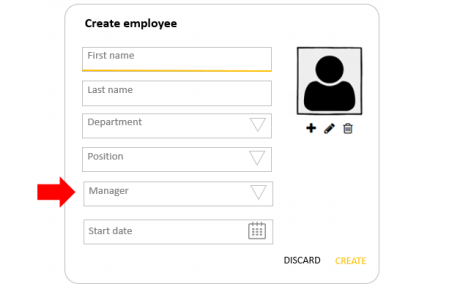 Create employee
First name
Last name
Department
Position
Manager
Start date
DISCARD CREATE